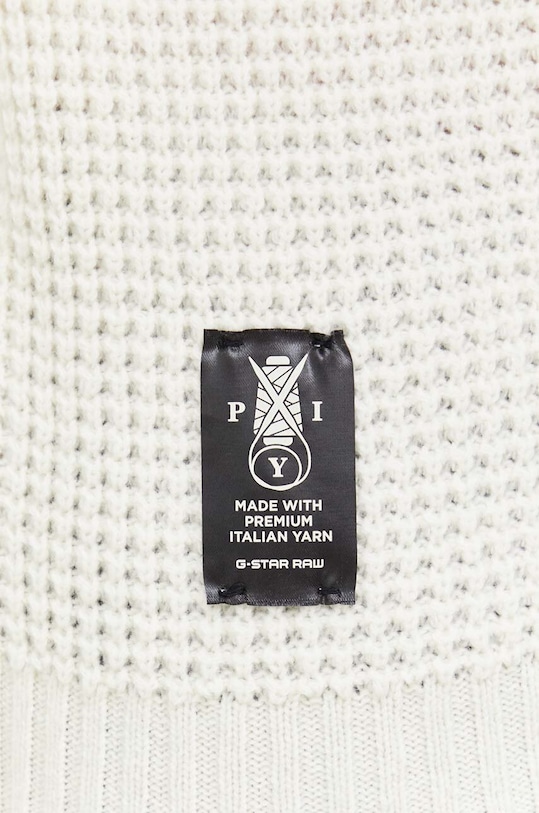 P I
Y
MADE WITH
PREMIUM
ITALIAN YARN
G-STAR RAW